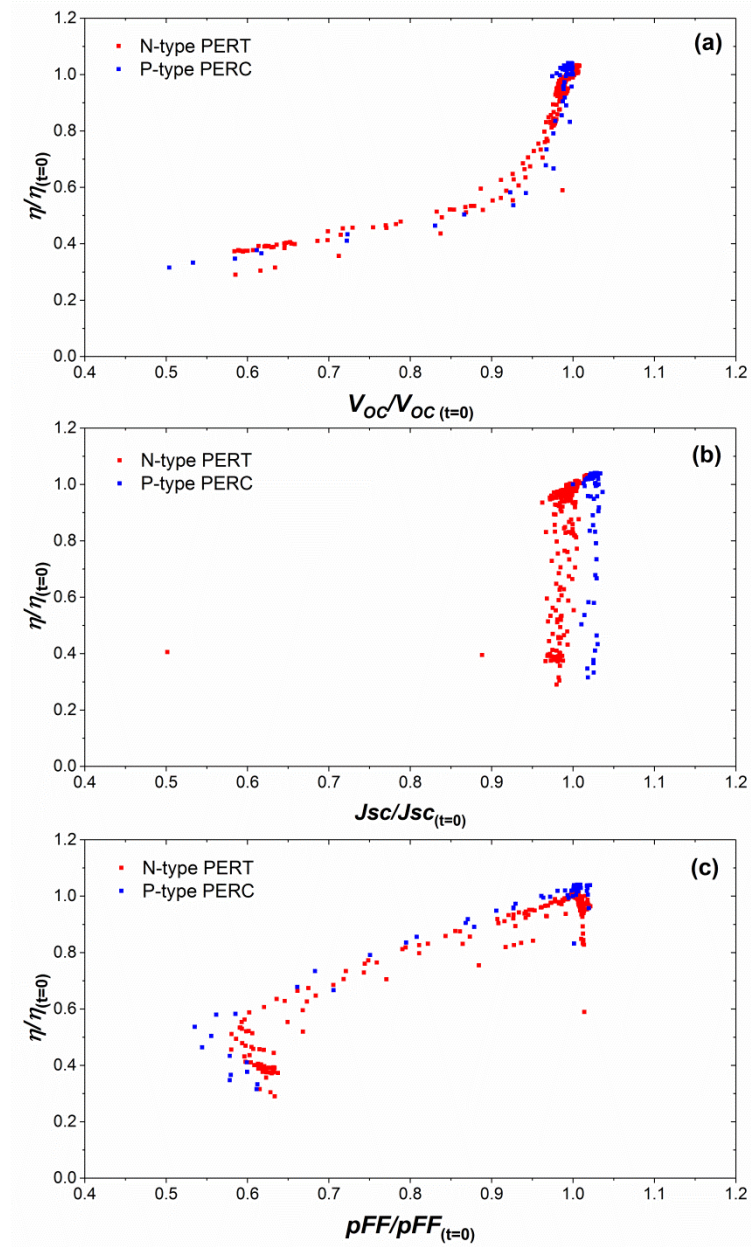 (a)
N-type PERT
P-type PERC
η/η(t=0)
1.2
1.0
0.8
0.6
0.4
0.2
0.0
0.4 0.5 0.6 0.7 0.8 0.9 1.0 1.1 1.2
VOC/VOC (t=0)
(b)
N-type PERT
P-type PERC
η/η(t=0)
1.2
1.0
0.8
0.6
0.4
0.2
0.0
0.4 0.5 0.6 0.7 0.8 0.9 1.0 1.1 1.2
Jsc/Jsc(t=0)
(c)
N-type PERT
P-type PERC
η/η(t=0)
1.2
1.0
0.8
0.6
0.4
0.2
0.0
0.4 0.5 0.6 0.7 0.8 0.9 1.0 1.1 1.2
pFF/pFF(t=0)